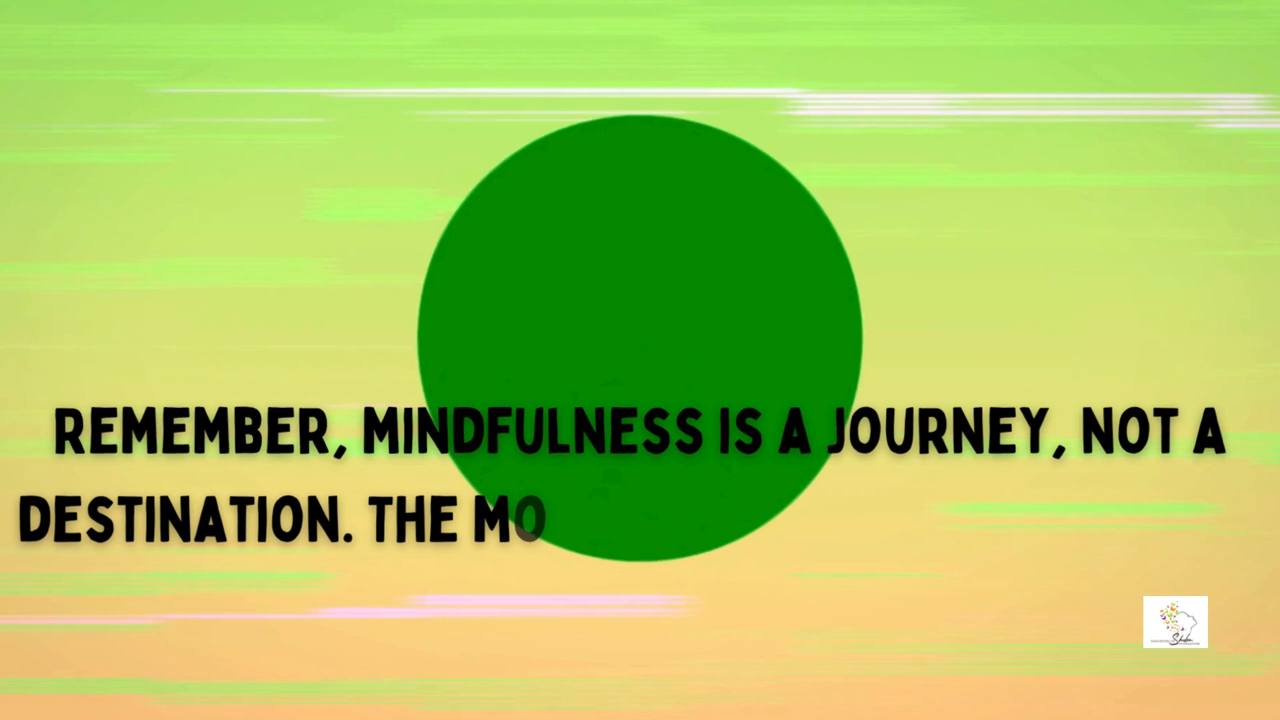 REMEMBER, MINDFULNESS IS A JOURNEY, NOT A
DESTINATION. THE MO